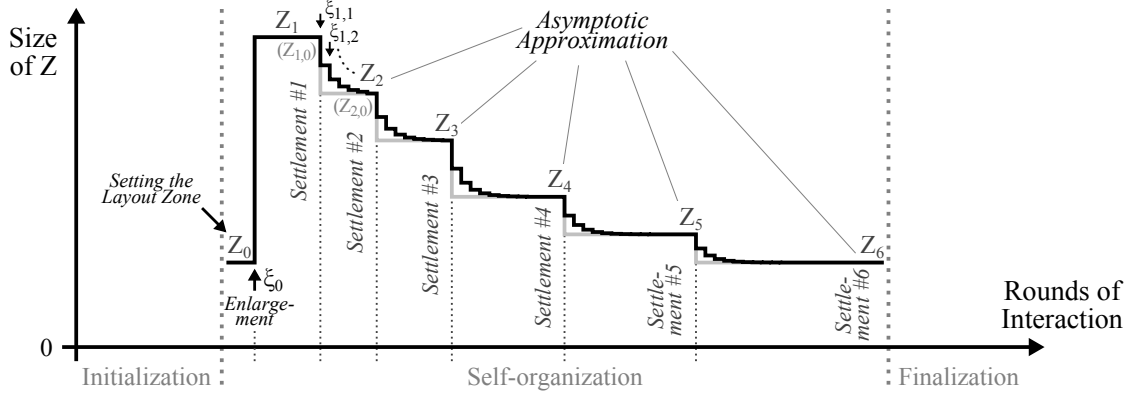 Size
of Z
Z1
(Z1,0)
ξ1,1
ξ1,2
Asymptotic
Approximation
Z2
(Z2,0)
Z3
Z4
Z5
Z6
Settlement #1
Settlement #2
Settlement #3
Settlement #4
Settle-
ment #5
Settle-
ment #6
Setting the
Layout Zone
Z0
ξ0
Enlarge-
ment
Rounds of
Interaction
0
Initialization
Self-organization
Finalization